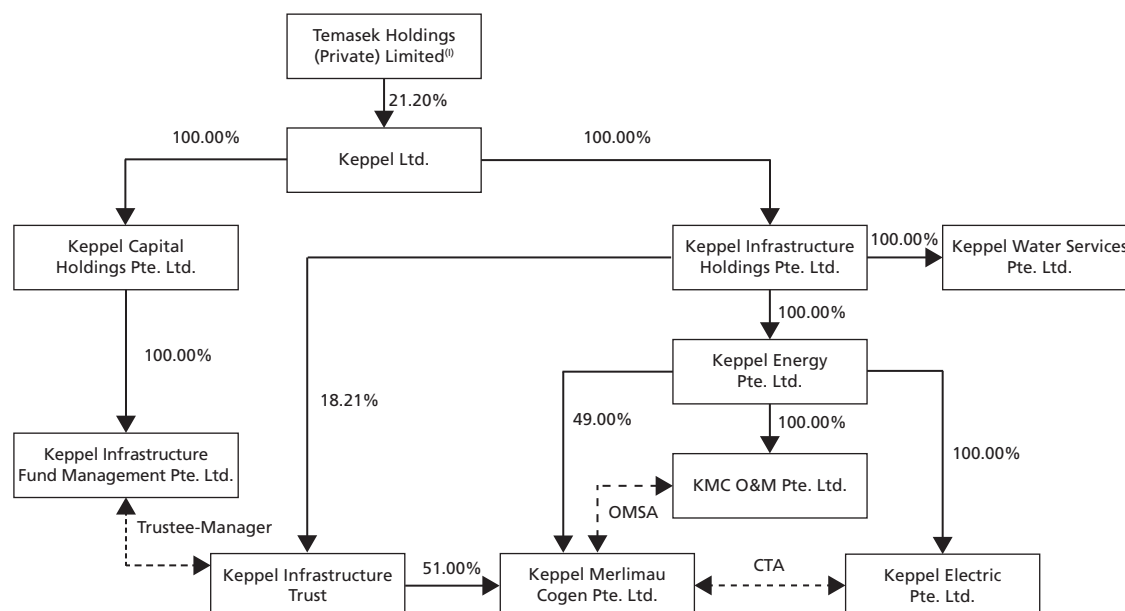 Temasek Holdings
(Private) Limited(I)
21.20%
100.00%
100.00%
Keppel Ltd.
Keppel Capital
Holdings Pte. Ltd.
Keppel Infrastructure
Holdings Pte. Ltd.
100.00%
Keppel Water Services
Pte. Ltd.
100.00%
100.00%
Keppel Energy
Pte. Ltd.
18.21%
49.00%
100.00%
100.00%
Keppel Infrastructure
Fund Management Pte. Ltd.
KMC O&M Pte. Ltd.
OMSA
Trustee-Manager
Keppel Infrastructure
Trust
51.00%
Keppel Merlimau
Cogen Pte. Ltd.
CTA
Keppel Electric
Pte. Ltd.